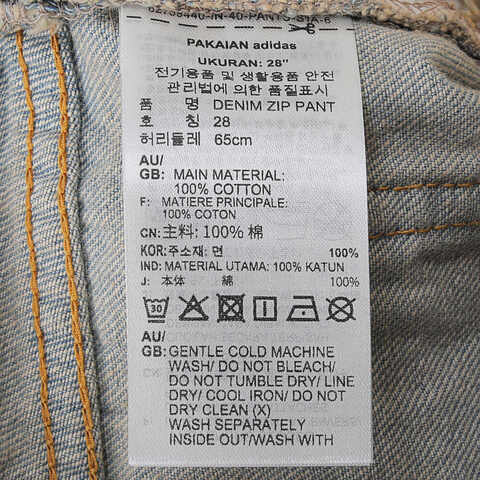 PAKAIAN adidas
UKURAN: 28"
전기용품 및 생활용품 안전
관리법에 의한 품질표시
품 명 DENIM ZIP PANT
호 칭 28
허리둘레 65cm
AU/
GB: MAIN MATERIAL:
100% COTTON
F: MATIERE PRINCIPALE:
100% COTON
CN: 主料: 100% 棉
KOR:주소재: 면 100%
IND: MATERIAL UTAMA: 100% KATUN
J: 本体 綿 100%
30
AU/
GB: GENTLE COLD MACHINE
WASH/ DO NOT BLEACH/
DO NOT TUMBLE DRY/ LINE
DRY/ COOL IRON/ DO NOT
DRY CLEAN (X)
WASH SEPARATELY
INSIDE OUT/WASH WITH